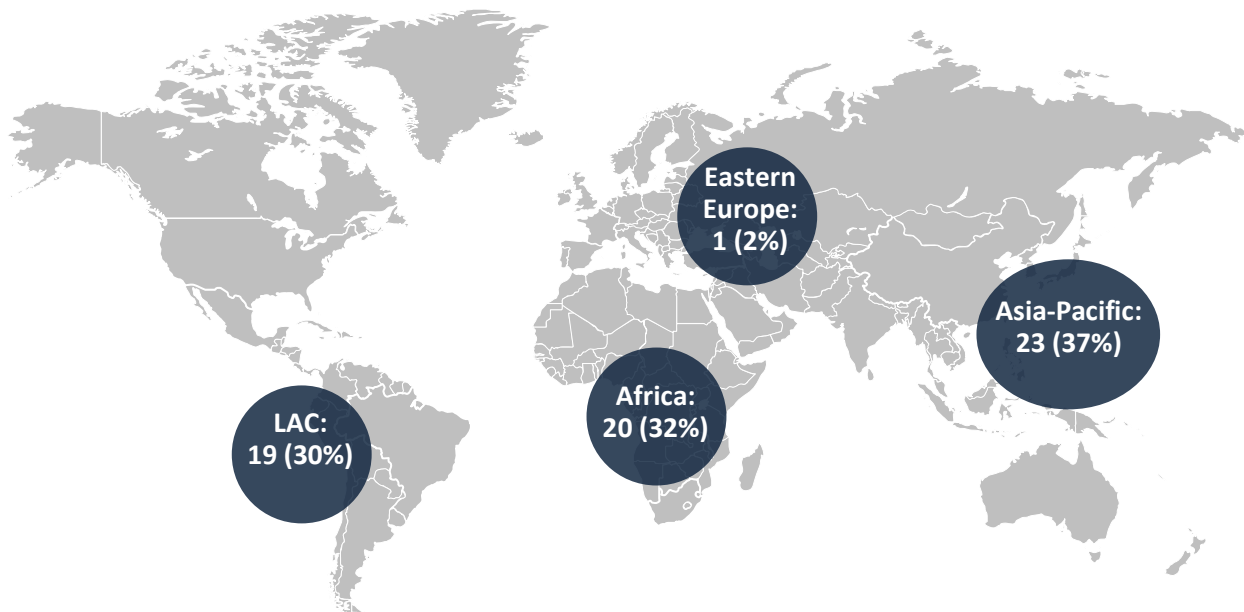 Eastern
Europe:
1 (2%)
Asia-Pacific:
23 (37%)
Africa:
20 (32%)
LAC:
19 (30%)